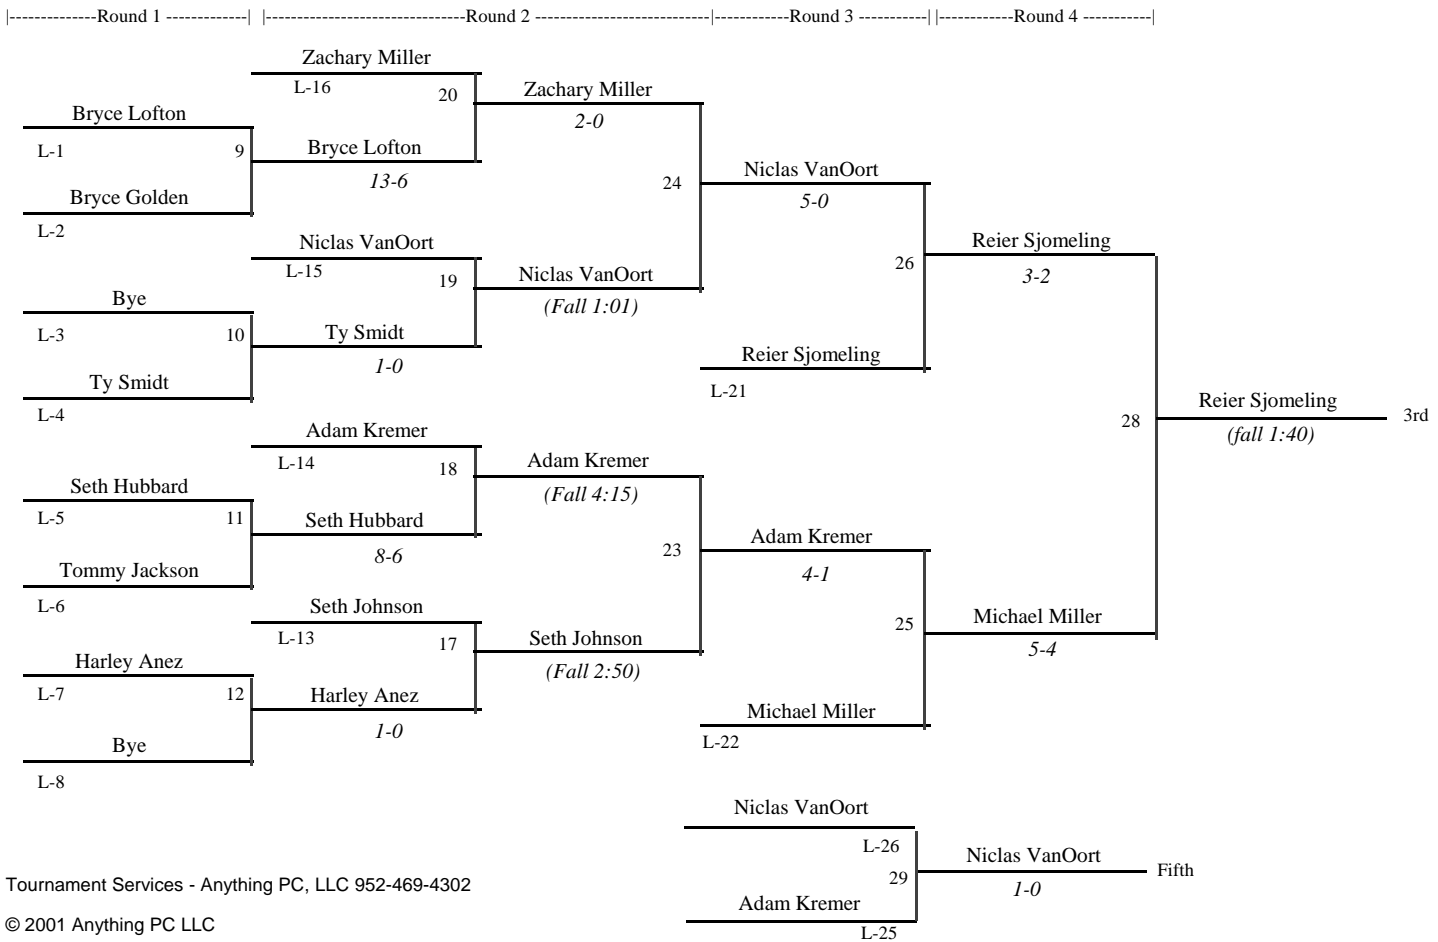 |--------------Round 1 -------------| |--------------------------------Round 2 ----------------------------|------------Round 3 -----------| |------------Round 4 -----------|
Zachary Miller
L-16
20
Zachary Miller
2-0
Bryce Lofton
L-1
9
Bryce Lofton
13-6
Bryce Golden
L-2
24
Niclas VanOort
5-0
Niclas VanOort
L-15
19
Niclas VanOort
(Fall 1:01)
Bye
L-3
10
Ty Smidt
1-0
Ty Smidt
L-4
26
Reier Sjomeling
3-2
Reier Sjomeling
L-21
28
Reier Sjomeling
3rd
(fall 1:40)
Adam Kremer
L-14
18
Adam Kremer
(Fall 4:15)
Seth Hubbard
L-5
11
Seth Hubbard
8-6
Tommy Jackson
L-6
23
Adam Kremer
4-1
Seth Johnson
L-13
17
Seth Johnson
(Fall 2:50)
Harley Anez
L-7
12
Harley Anez
1-0
Bye
L-8
25
Michael Miller
5-4
Michael Miller
L-22
Niclas VanOort
L-26
29
Niclas VanOort
Fifth
1-0
Adam Kremer
L-25
Tournament Services - Anything PC, LLC 952-469-4302
© 2001 Anything PC LLC